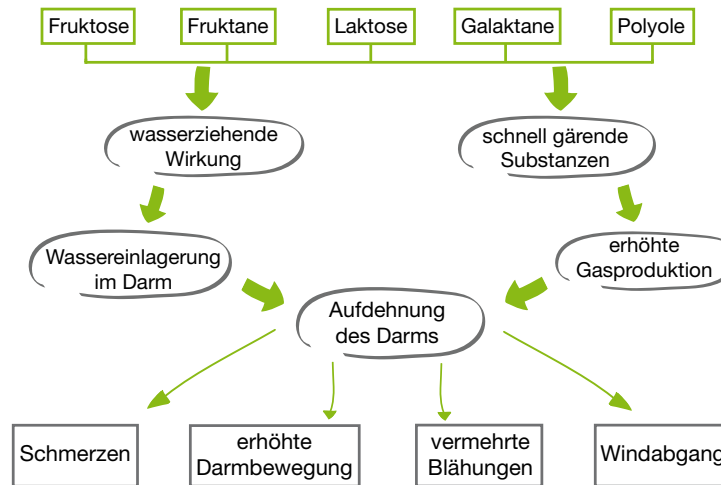 Fruktose
Fruktane
Laktose
Galaktane
Polyole
wasserziehende
Wirkung
schnell gärende
Substanzen
Wassereinlagerung
im Darm
erhöhte
Gasproduktion
Aufdehnung
des Darms
Schmerzen
erhöhte
Darmbewegung
vermehrte
Blähungen
Windabgang